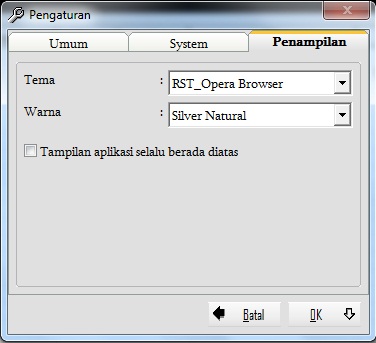 Pengaturan
Umum System Penampilan
Tema : RST_Opera Browser
Warna : Silver Natural
Tampilan aplikasi selalu berada diatas
Batal OK